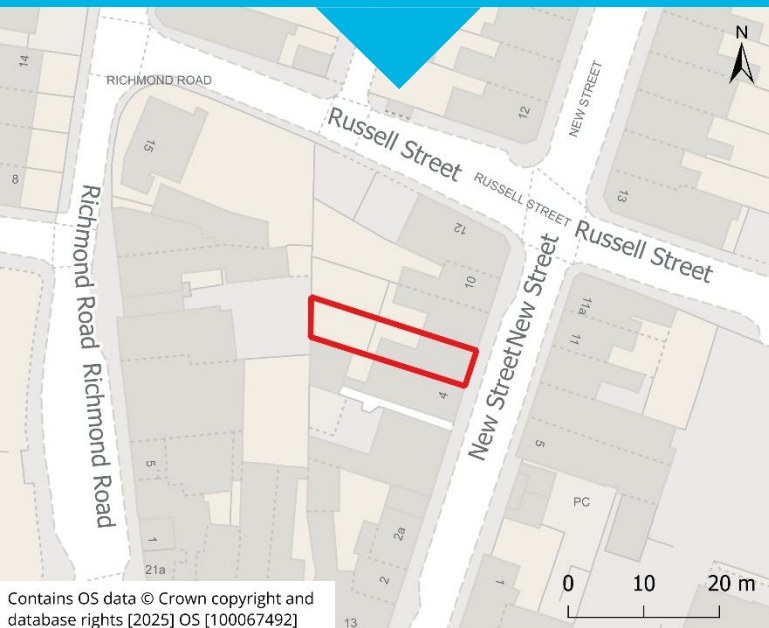 N
14
RICHMOND ROAD
NEW STREET
12
Russell Street
15
RUSSELL STREET
8
13
12
Russell Street
Richmond Road
New Street
10
11a
11
New Street
Richmond Road
4
5
5
PC
2a
1
21a
2
1
13
0 10 20 m
Contains OS data © Crown copyright and
database rights [2025] OS [100067492]